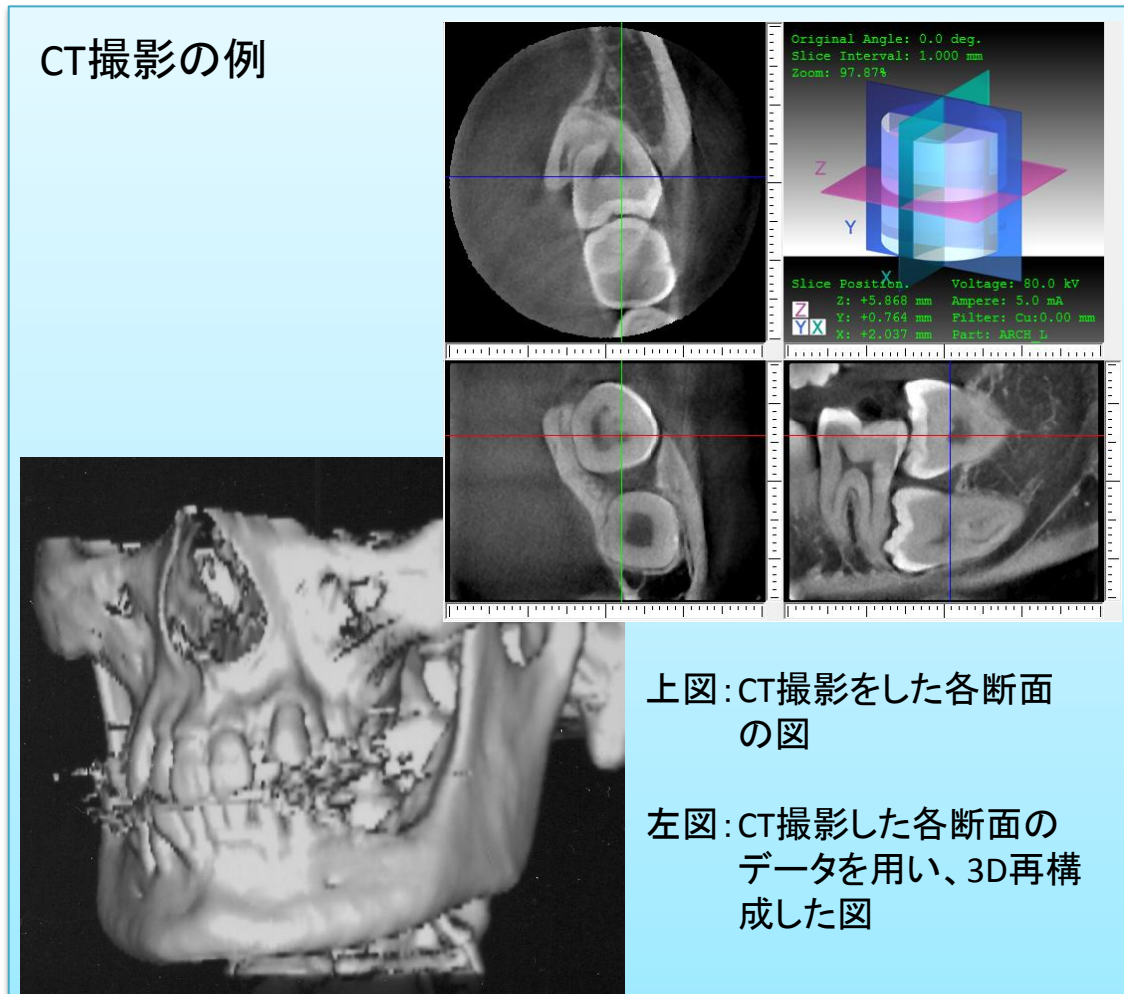 CT撮影の例
Original Angle: 0.0 deg.
Slice Interval: 1.000 mm
Zoom: 97.87%
Z
Y
X
Slice Position:
Z: +5.868 mm
Y: +0.764 mm
X: +2.037 mm
Voltage: 80.0 kV
Ampere: 5.0 mA
Filter: Cu:0.00 mm
Part: ARCH_L
Z
Y X
上図:CT撮影をした各断面
の図
左図:CT撮影した各断面の
データを用い、3D再構
成した図